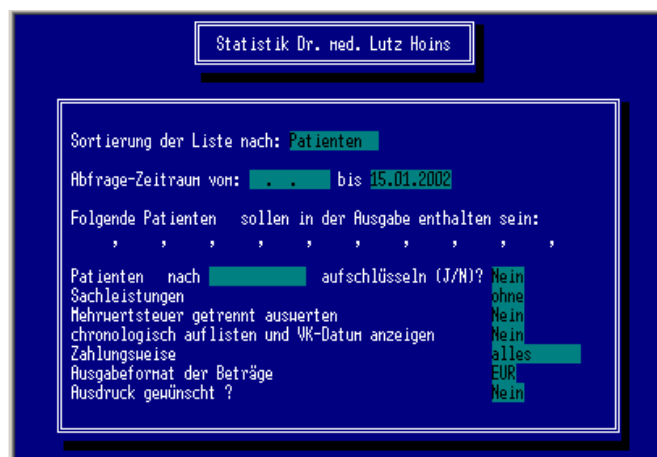 Statistik Dr. med. Lutz Hoins
Sortierung der Liste nach: Patienten
Abfrage-Zeitraum vom: . . bis 15.01.2002
Folgende Patienten sollen in der Ausgabe enthalten sein:
, , , , , , , , , ,
Patienten nach aufschlüsseln (J/N)? Nein
Sachleistungen ohne
Mehrwertsteuer getrennt auswerten Nein
chronologisch auflisten und VK-Datum anzeigen Nein
Zahlungsweise alles
Ausgabeformat der Beträge EUR
Ausdruck gewünscht ? Nein